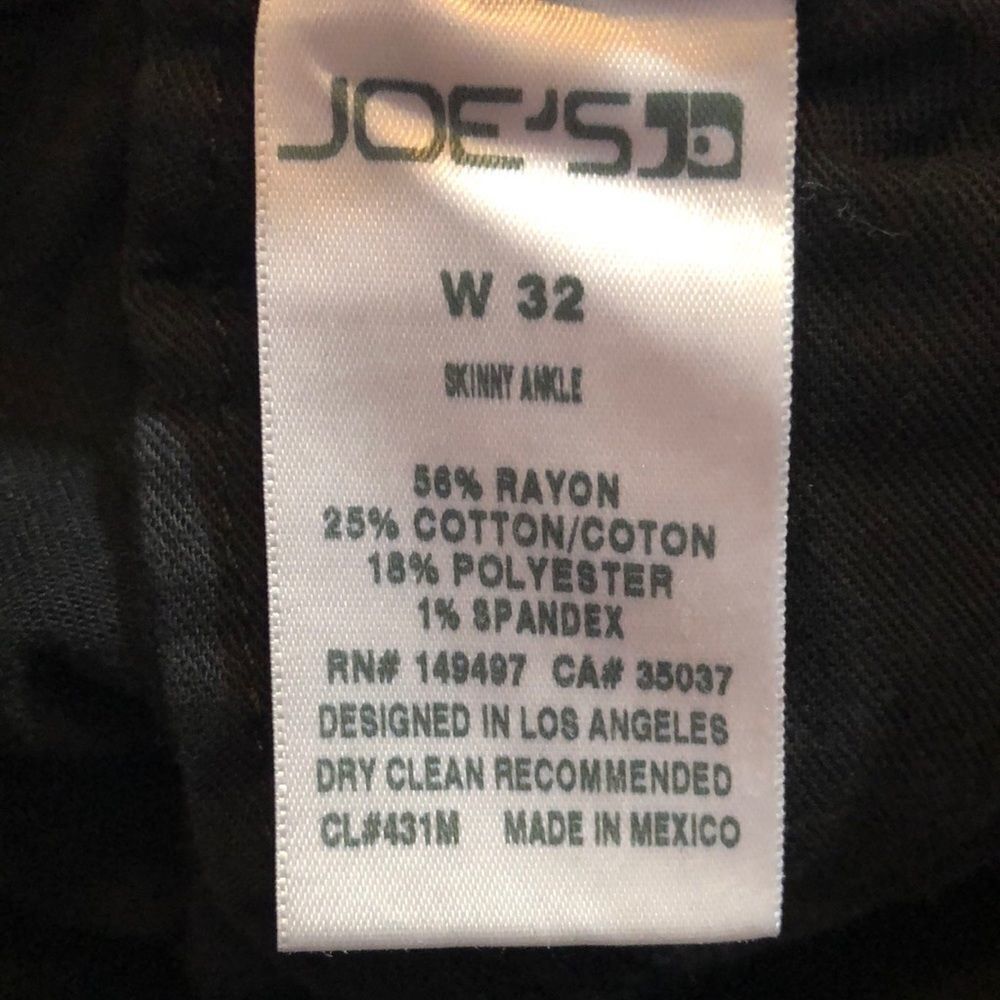 JOE'S
W 32
SKINNY ANKLE
56% RAYON
25% COTTON/COTON
18% POLYESTER
1% SPANDEX
RN# 149497 CA# 35037
DESIGNED IN LOS ANGELES
DRY CLEAN RECOMMENDED
CL#431M MADE IN MEXICO